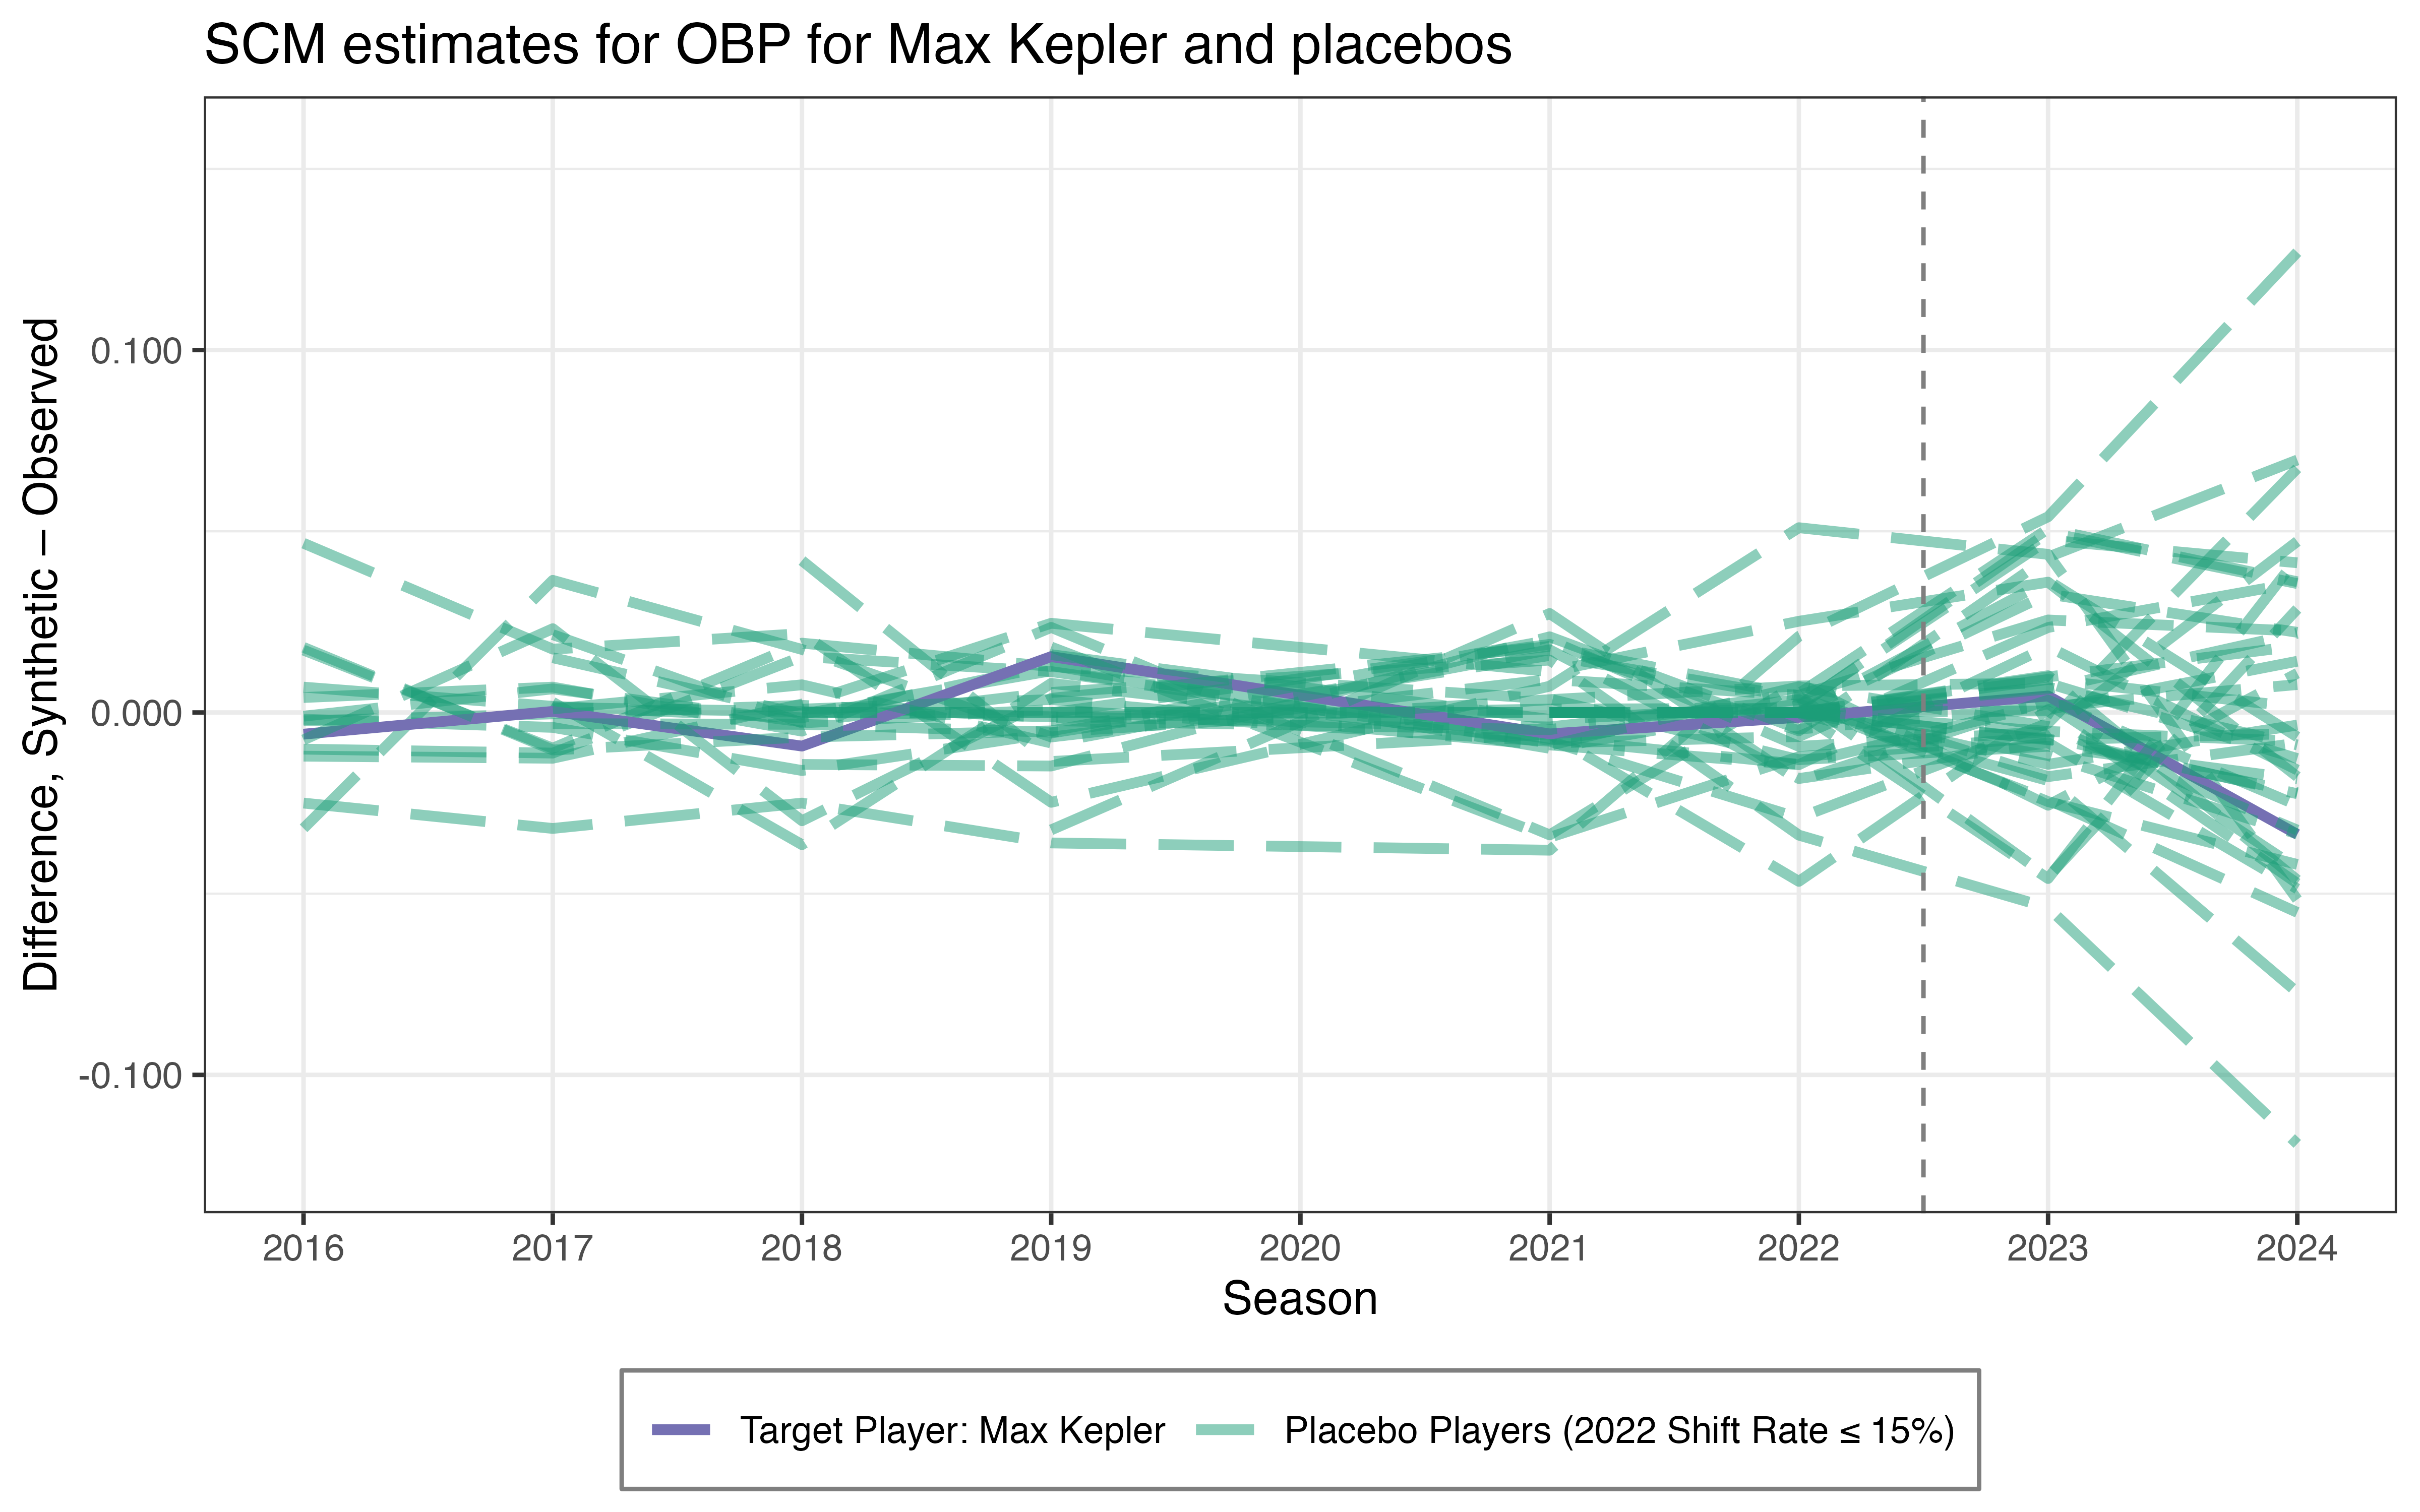 SCM estimates for OBP for Max Kepler and placebos
Difference, Synthetic – Observed
0.100
0.000
-0.100
2016 2017 2018 2019 2020 2021 2022 2023 2024
Season
Target Player: Max Kepler Placebo Players (2022 Shift Rate ≤ 15%)